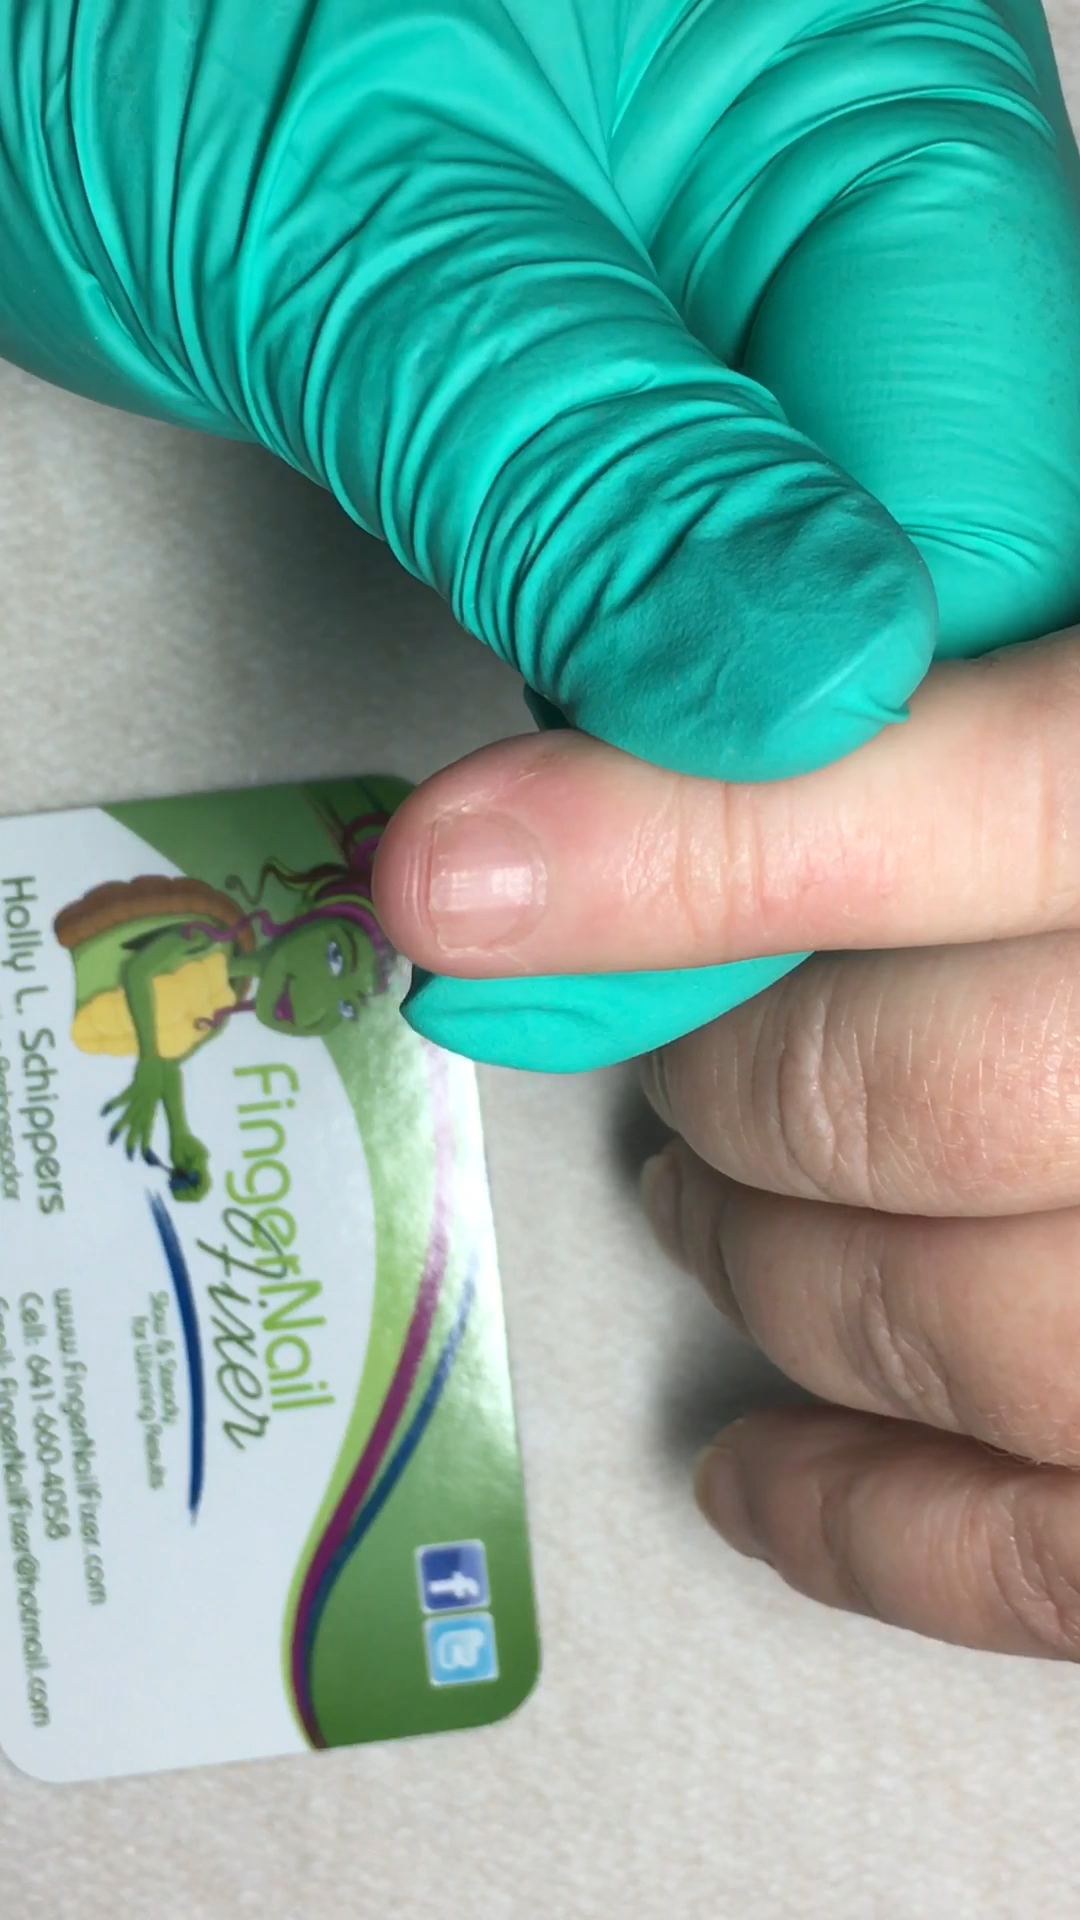 FingerNail
fixer
Slow & Steady
for Winning Results
Holly L. Schippers
www.FingerNailFixer.com
Cell: 641-660-4058
FingerNailFixer@hotmail.com
f